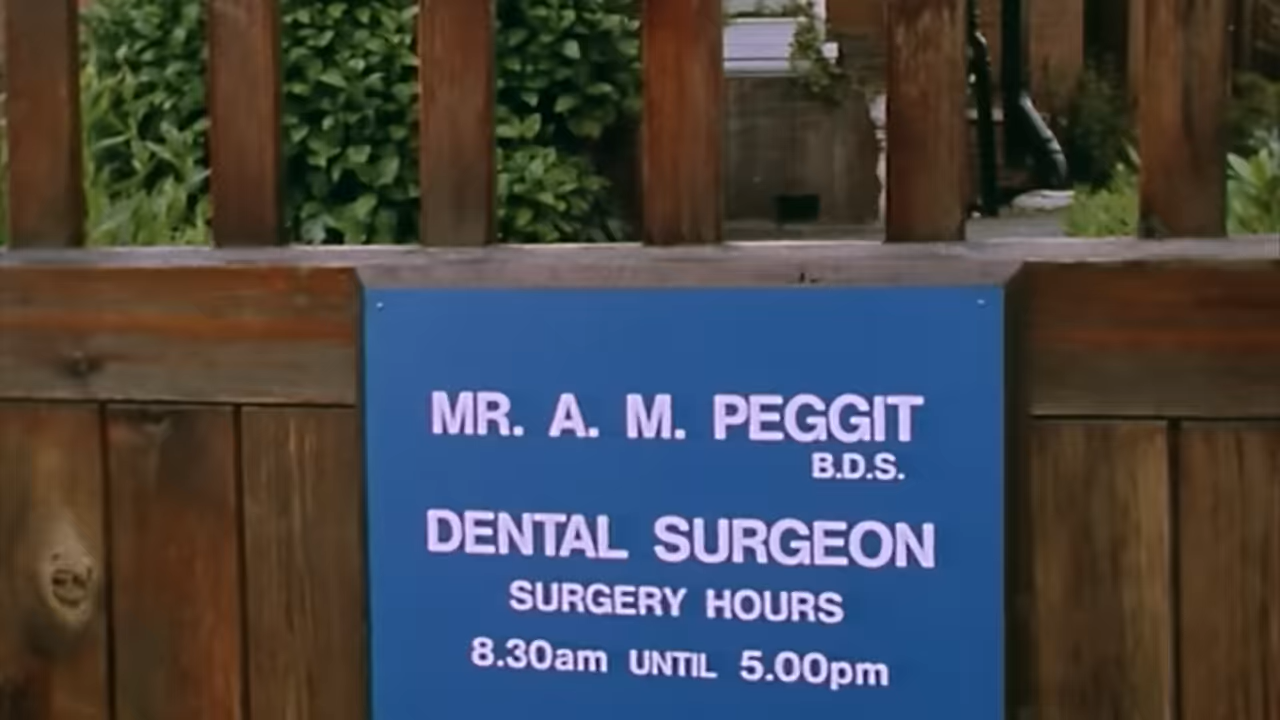 MR. A. M. PEGGIT
B.D.S.
DENTAL SURGEON
SURGERY HOURS
8.30am UNTIL 5.00pm